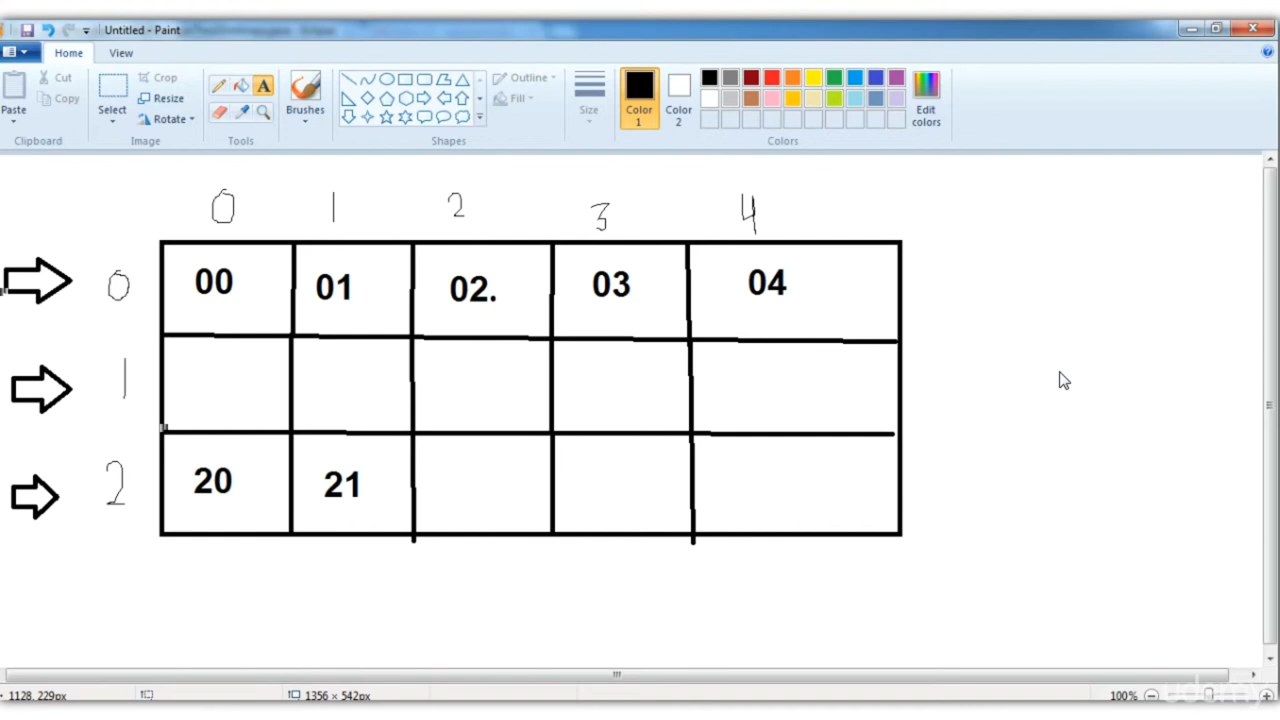 Untitled - Paint
Home View
Paste Cut Copy
Clipboard
Select Crop Resize Rotate
Image
Tools
Brushes
Outline Fill
Shapes
Size
Color 1 Color 2
Edit colors
Colors
0 1 2 3 4
0 00 01 02. 03 04
1
2 20 21
1128, 229px 1356 × 542px 100%
udemy